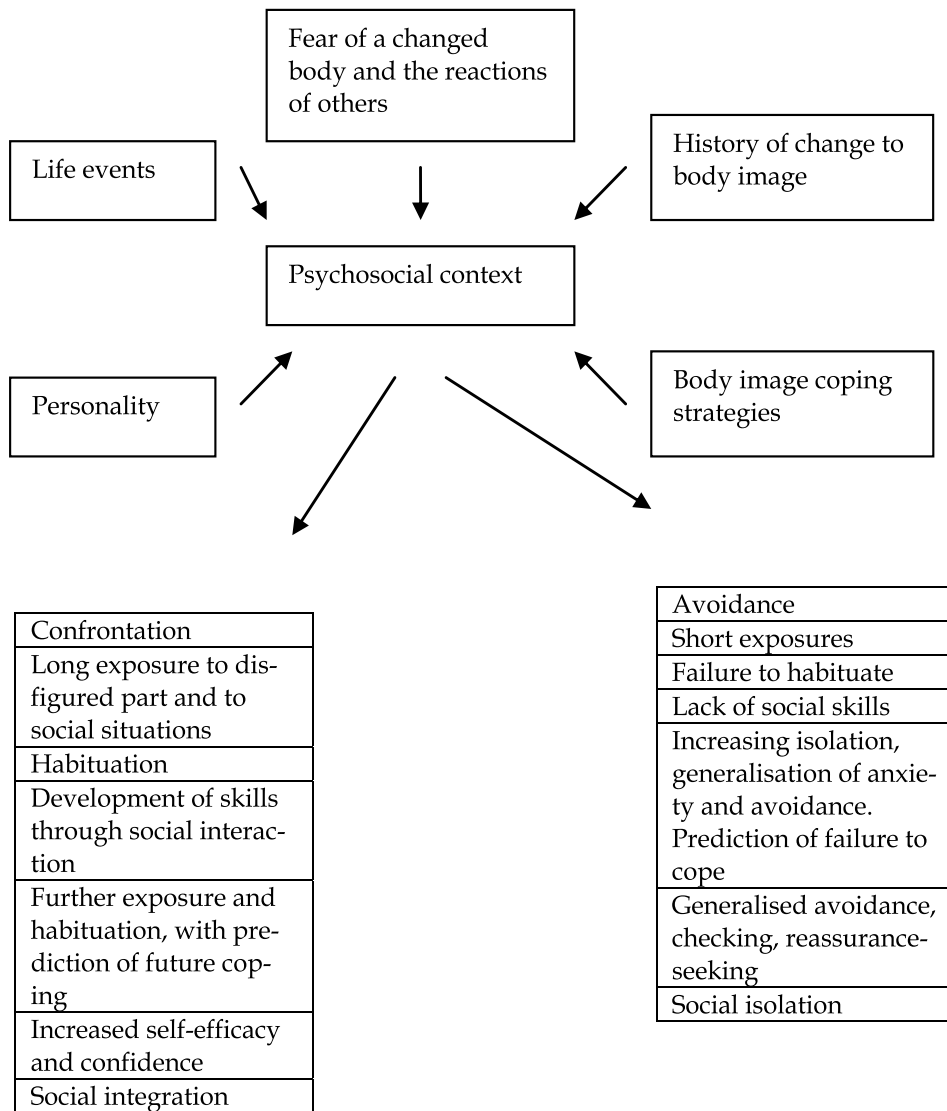 Fear of a changed
body and the reactions
of others
Life events
History of change to
body image
Psychosocial context
Personality
Body image coping
strategies
Confrontation
Long exposure to dis-
figured part and to
social situations
Habituation
Development of skills
through social interac-
tion
Further exposure and
habituation, with pre-
diction of future cop-
ing
Increased self-efficacy
and confidence
Social integration
Avoidance
Short exposures
Failure to habituate
Lack of social skills
Increasing isolation,
generalisation of anxie-
ty and avoidance.
Prediction of failure to
cope
Generalised avoidance,
checking, reassurance-
seeking
Social isolation